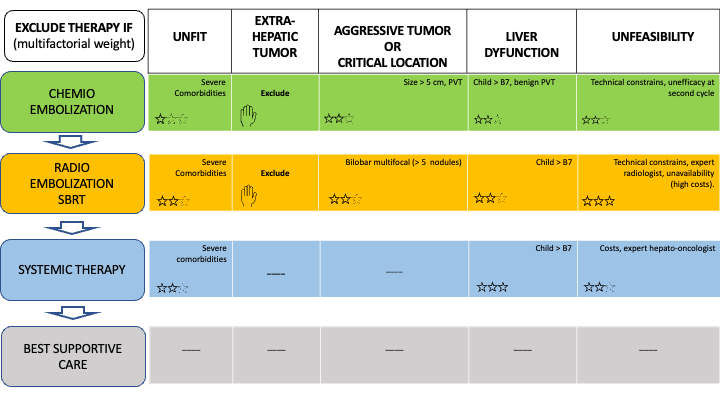 EXCLUDE THERAPY IF
(multifactorial weight)
UNFIT
EXTRA-
HEPATIC
TUMOR
AGGRESSIVE TUMOR
OR
CRITICAL LOCATION
LIVER
DYFUNCTION
UNFEASIBILITY
CHEMIO
EMBOLIZATION
Severe
Comorbidities
Exclude
Size > 5 cm, PVT
Child > B7, benign PVT
Technical constrains, unefficacy at
second cycle
RADIO
EMBOLIZATION
SBRT
Severe
Comorbidities
Exclude
Bilobar multifocal (> 5 nodules)
Child > B7
Technical constrains, expert
radiologist, unavailability
(high costs).
SYSTEMIC THERAPY
Severe
comorbidities
Child > B7
Costs, expert hepato-oncologist
BEST SUPPORTIVE
CARE